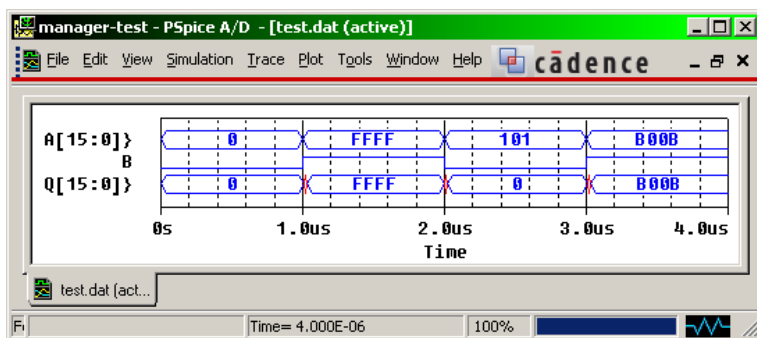 manager-test - PSpice A/D - [test.dat (active)]
File Edit View Simulation Trace Plot Tools Window Help cādence
A[15:0]} 0 FFFF 101 B00B
B
Q[15:0]} 0 FFFF 0 B00B
0s 1.0us 2.0us 3.0us 4.0us
Time
test.dat (act...
Time= 4.000E-06 100%